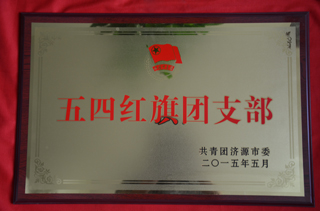 五四红旗团支部
共青团济源市委
二〇一五年五月